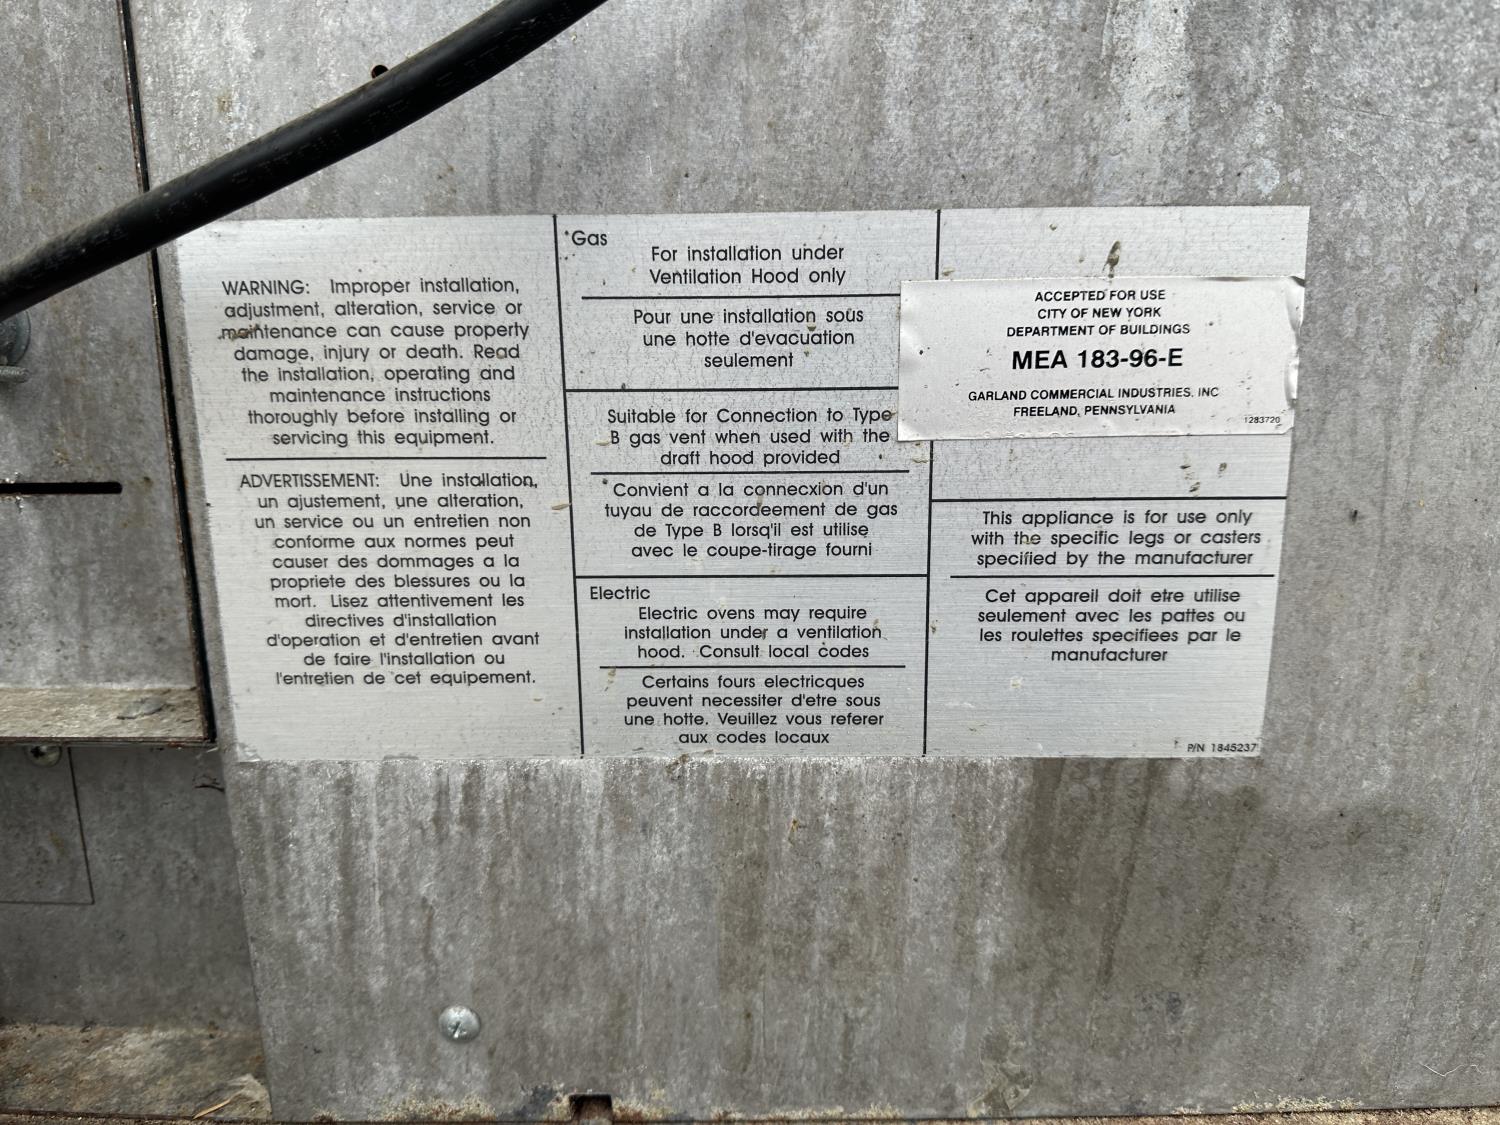 WARNING: Improper installation,
adjustment, alteration, service or
maintenance can cause property
damage, injury or death. Read
the installation, operating and
maintenance instructions
thoroughly before installing or
servicing this equipment.
ADVERTISSEMENT: Une installation,
un ajustement, une alteration,
un service ou un entretien non
conforme aux normes peut
causer des dommages a la
propriete des blessures ou la
mort. Lisez attentivement les
directives d'installation
d'operation et d'entretien avant
de faire l'installation ou
l'entretien de cet equipement.
Gas
For installation under
Ventilation Hood only
Pour une installation sous
une hotte d'evacuation
seulement
Suitable for Connection to Type
B gas vent when used with the
draft hood provided
Convient a la connecxion d'un
tuyau de raccordeement de gas
de Type B lorsq'il est utilise
avec le coupe-tirage fourni
Electric
Electric ovens may require
installation under a ventilation
hood. Consult local codes
Certains fours electricques
peuvent necessiter d'etre sous
une hotte. Veuillez vous referer
aux codes locaux
ACCEPTED FOR USE
CITY OF NEW YORK
DEPARTMENT OF BUILDINGS
MEA 183-96-E
GARLAND COMMERCIAL INDUSTRIES, INC
FREELAND, PENNSYLVANIA
1283720
This appliance is for use only
with the specific legs or casters
specified by the manufacturer
Cet appareil doit etre utilise
seulement avec les pattes ou
les roulettes specifiees par le
manufacturer
P/N 1845237